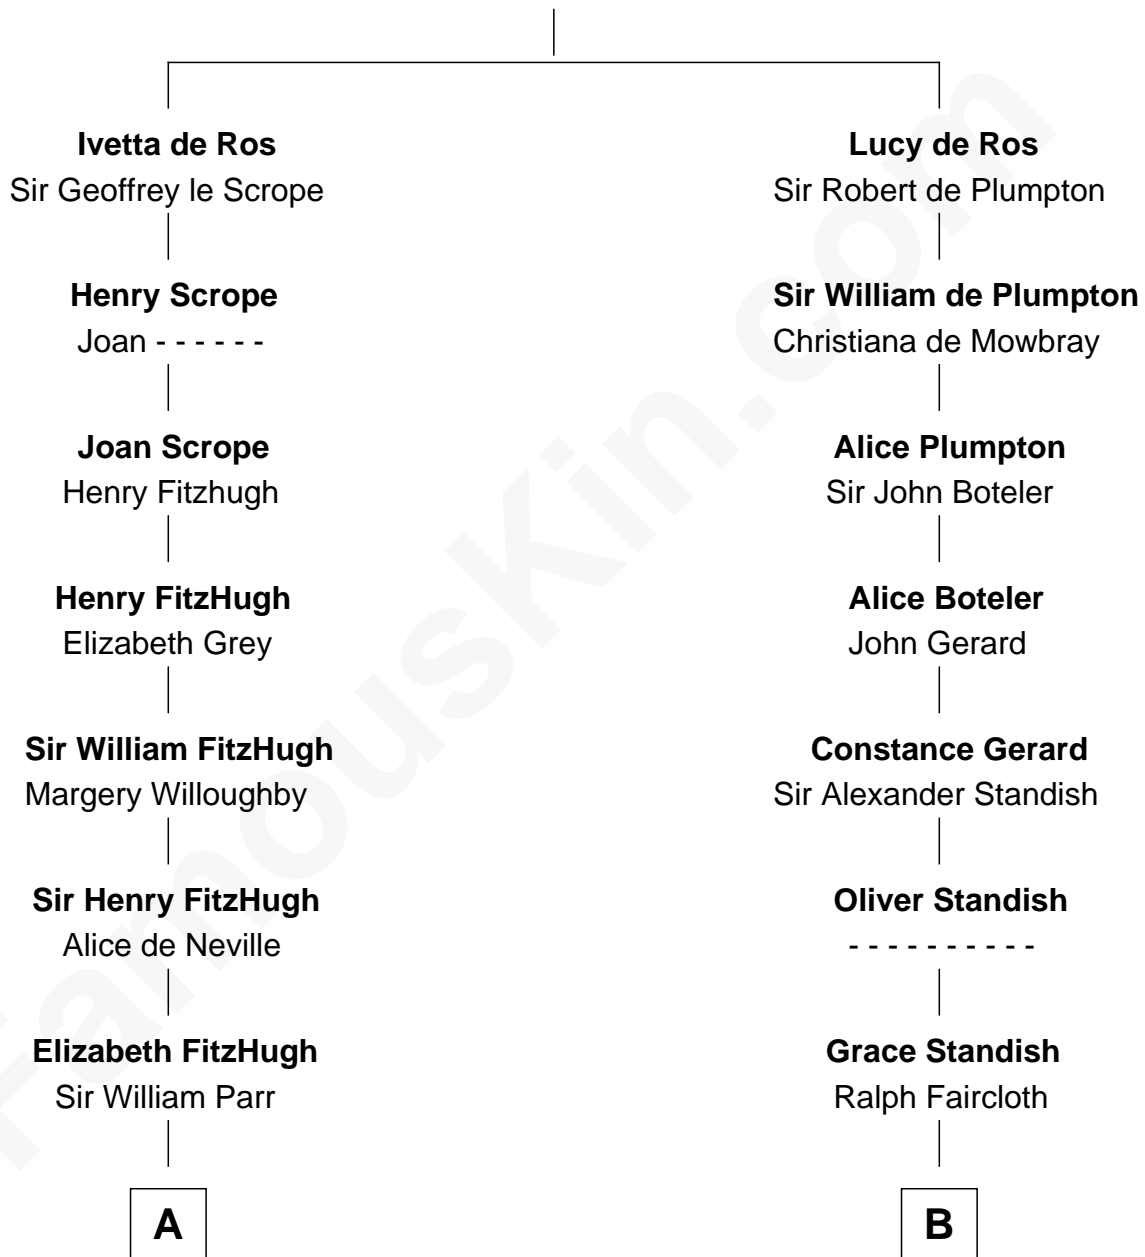 Ivetta de Ros
Sir Geoffrey le Scrope
Henry Scrope
Joan - - - - - -
Joan Scrope
Henry Fitzhugh
Henry FitzHugh
Elizabeth Grey
Sir William FitzHugh
Margery Willoughby
Sir Henry FitzHugh
Alice de Neville
Elizabeth FitzHugh
Sir William Parr
A
Lucy de Ros
Sir Robert de Plumpton
Sir William de Plumpton
Christiana de Mowbray
Alice Plumpton
Sir John Boteler
Alice Boteler
John Gerard
Constance Gerard
Sir Alexander Standish
Oliver Standish
- - - - - - - - - -
Grace Standish
Ralph Faircloth
B
FamousKin.com